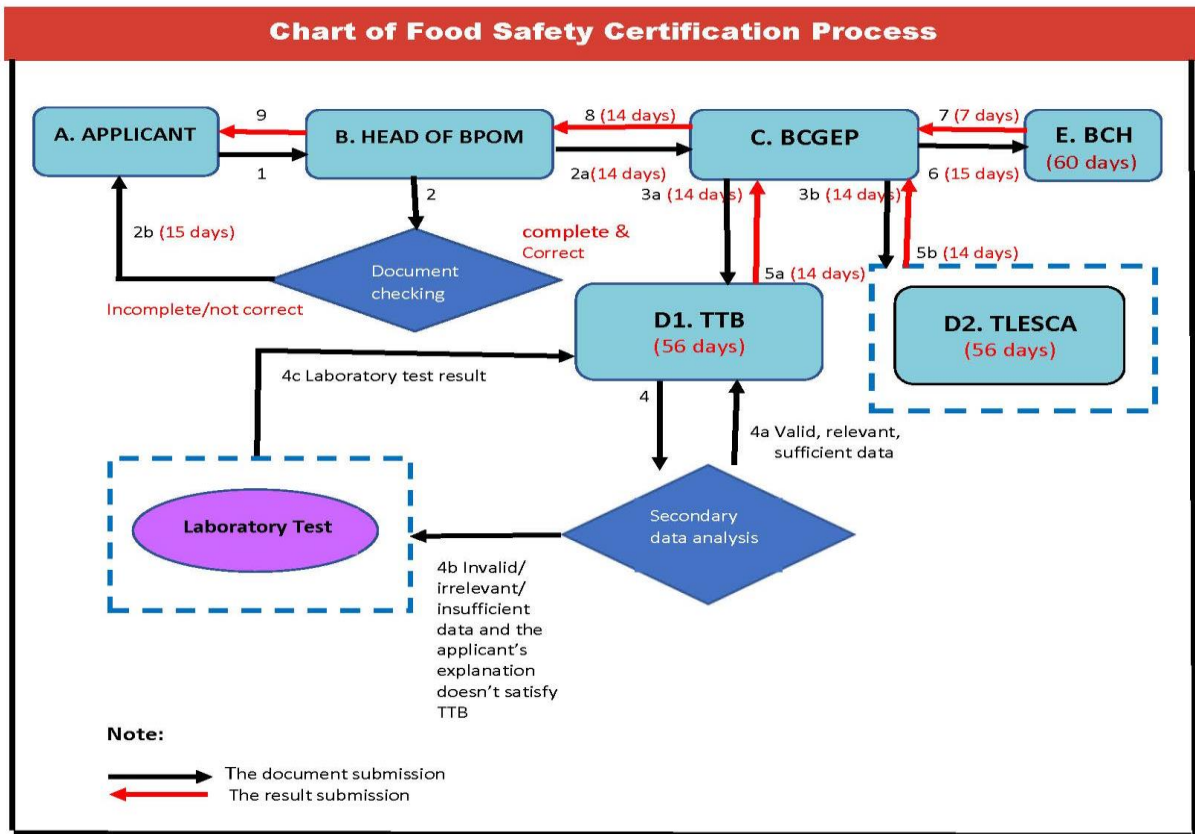 Chart of Food Safety Certification Process
A. APPLICANT
9
1
B. HEAD OF BPOM
8 (14 days)
2a(14 days)
C. BCGEP
7 (7 days)
6 (15 days)
E. BCH
(60 days)
2b (15 days)
2
complete &
Correct
Document
checking
Incomplete/not correct
3a (14 days)
3b (14 days)
5a (14 days)
5b (14 days)
D1. TTB
(56 days)
D2. TLESCA
(56 days)
4c Laboratory test result
4
4a Valid, relevant,
sufficient data
Laboratory Test
Secondary
data analysis
4b Invalid/
irrelevant/
insufficient
data and the
applicant’s
explanation
doesn’t satisfy
TTB
Note:
The document submission
The result submission